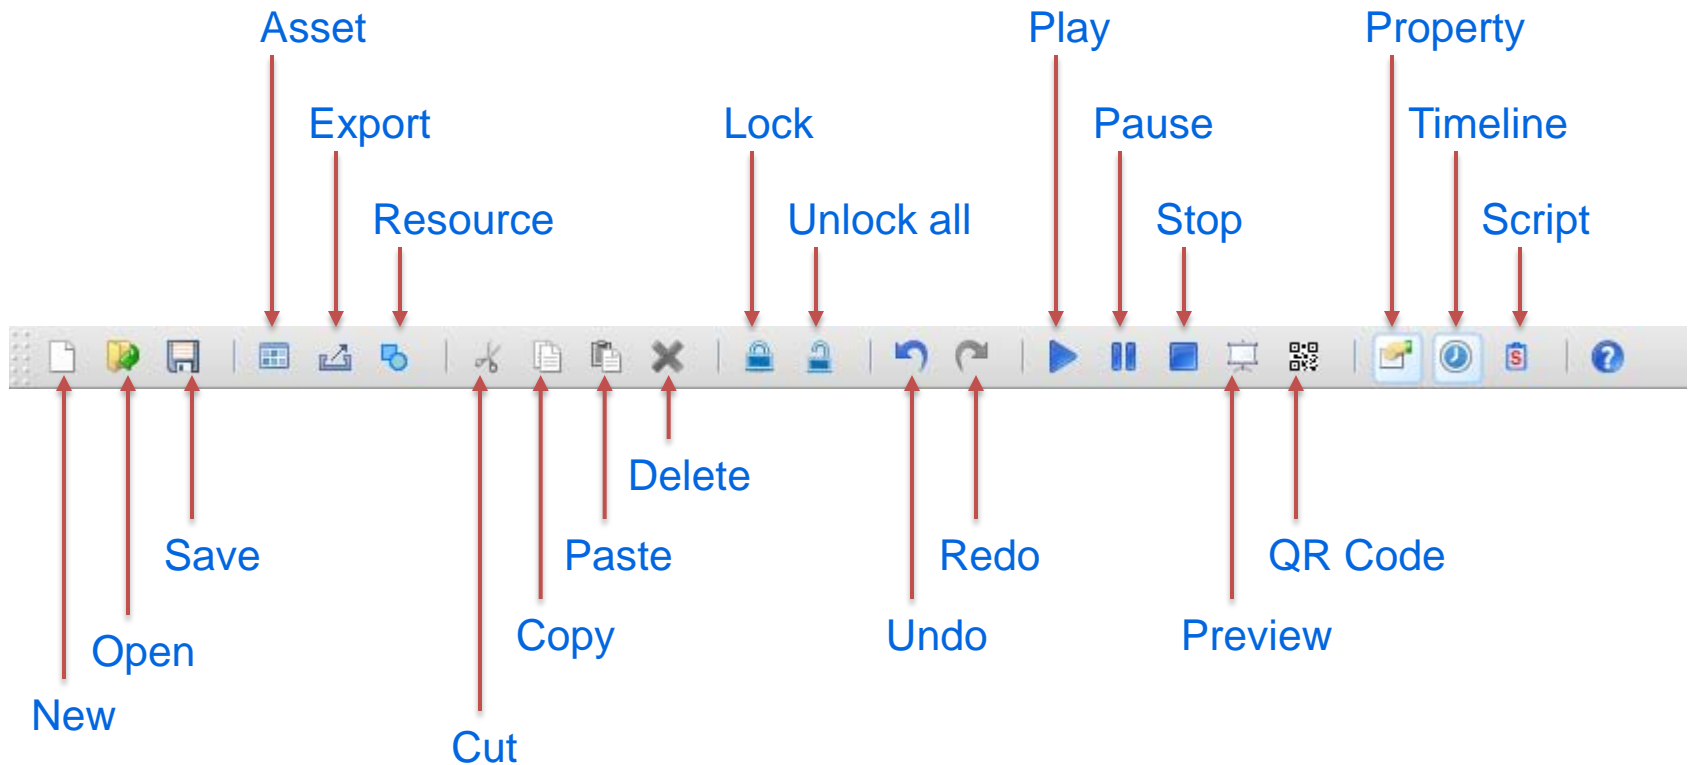 Asset
Play
Property
Export
Lock
Pause
Timeline
Resource
Unlock all
Stop
Script
S
?
Delete
Save
Paste
Redo
QR Code
Open
Copy
Undo
Preview
New
Cut